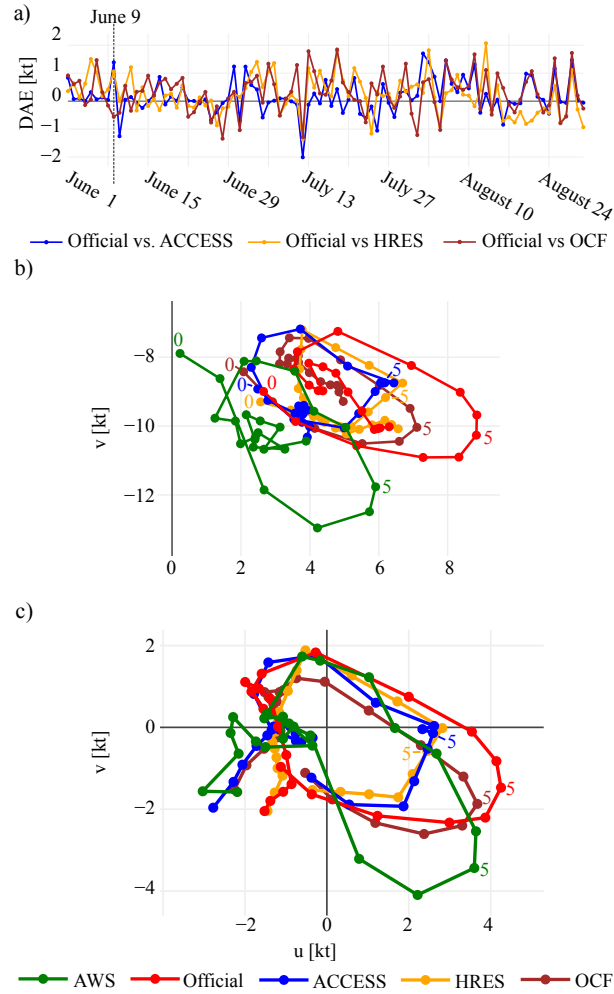 a)
June 9
DAE [kt]
2
1
0
−1
−2
June 1
June 15
June 29
July 13
July 27
August 10
August 24
Official vs. ACCESS
Official vs HRES
Official vs OCF
b)
v [kt]
−8
−10
−12
0
0
0
0
0
5
5
5
5
5
0
2
4
6
8
c)
v [kt]
2
0
−2
−4
5
5
5
5
5
−2
0
2
4
u [kt]
AWS
Official
ACCESS
HRES
OCF